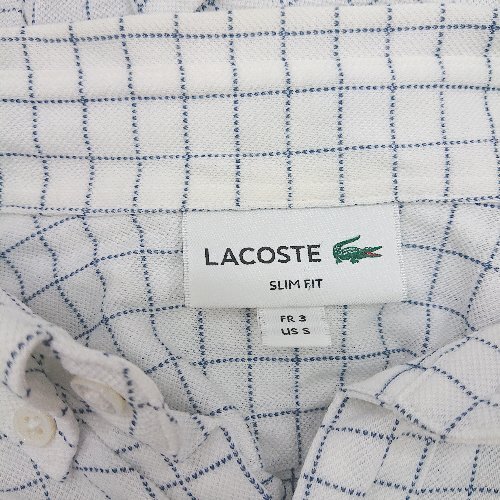 LACOSTE
SLIM FIT
FR 3
US S